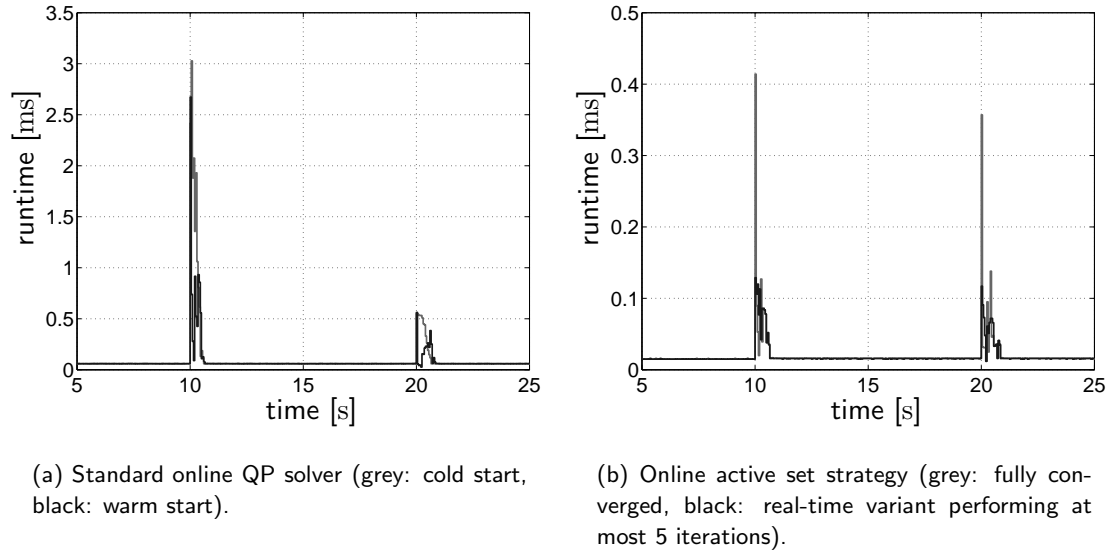 3.5
3
2.5
2
1.5
1
0.5
0
runtime [ms]
5 10 15 20 25
time [s]
0.5
0.4
0.3
0.2
0.1
0
runtime [ms]
5 10 15 20 25
time [s]
(a) Standard online QP solver (grey: cold start,
black: warm start).
(b) Online active set strategy (grey: fully con-
verged, black: real-time variant performing at
most 5 iterations).